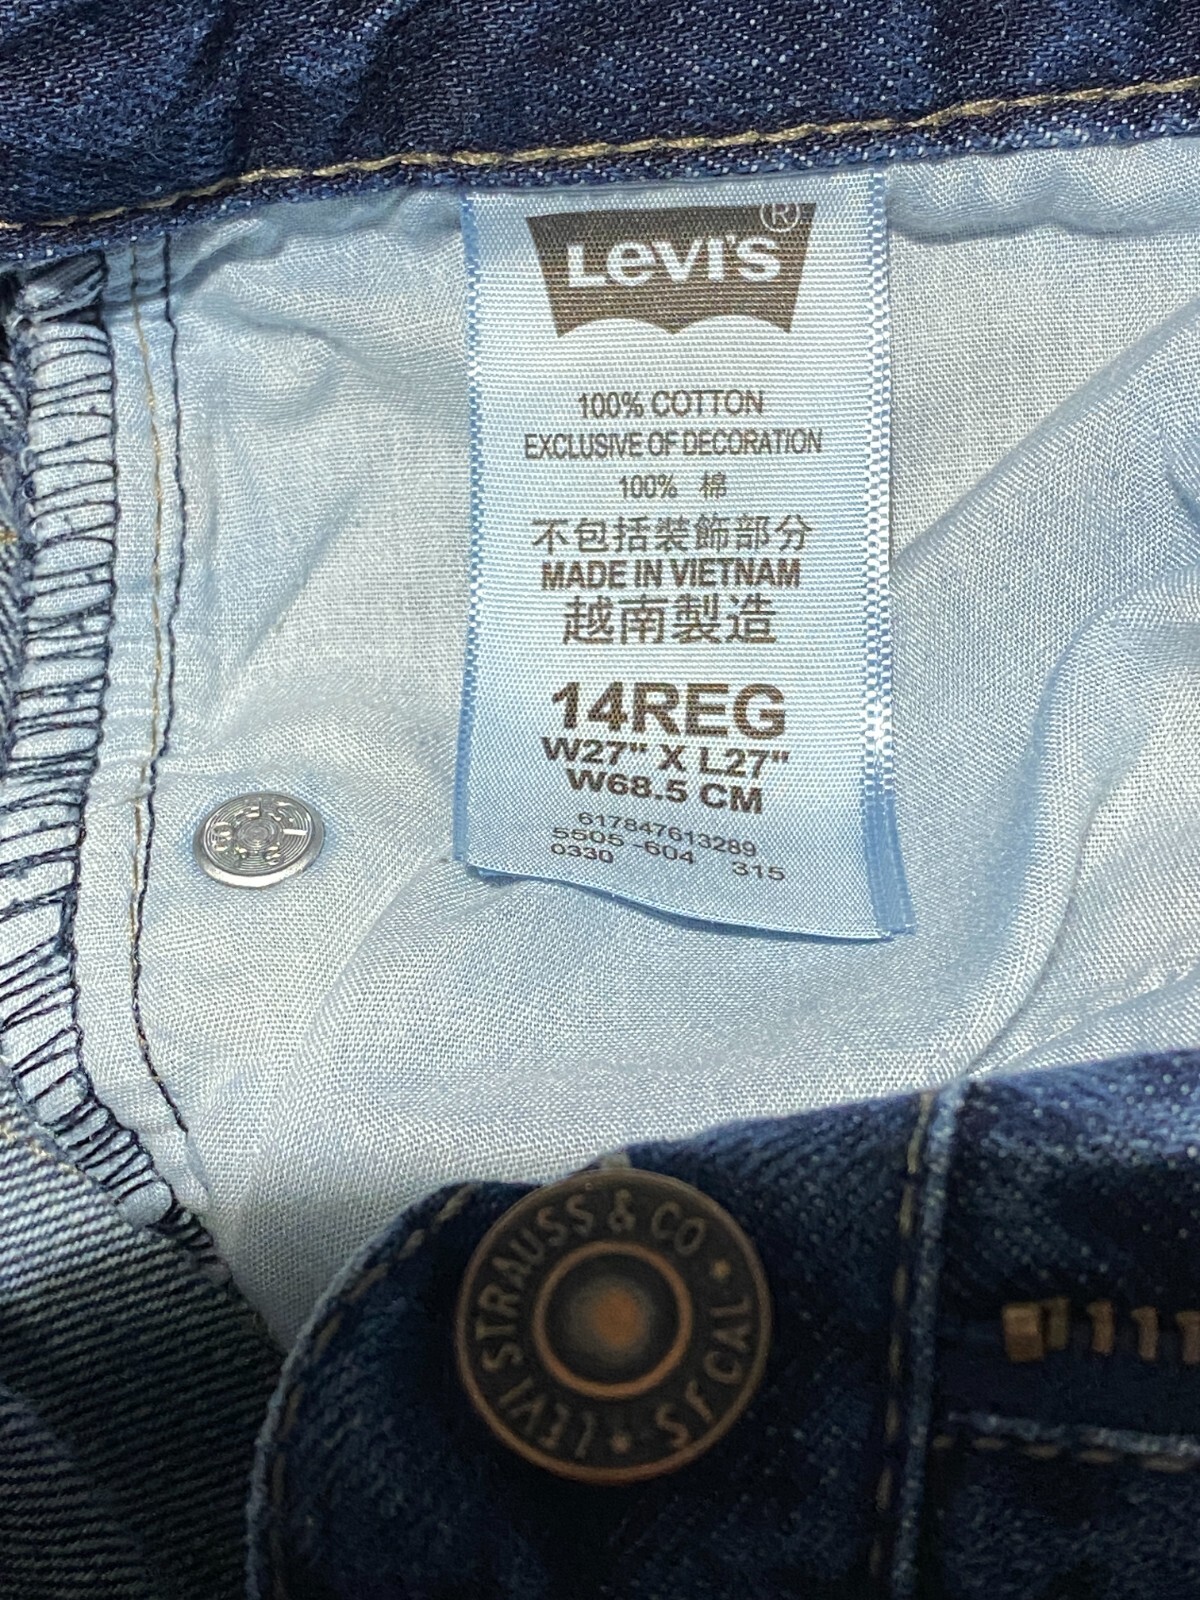 Levi's®
100% COTTON
EXCLUSIVE OF DECORATION
100% 棉
不包括裝飾部分
MADE IN VIETNAM
越南製造
14REG
W27" X L27"
W68.5 CM
617847613289
5505 -604 315
0330
LEVI STRAUSS & CO ★ S F CAL ★